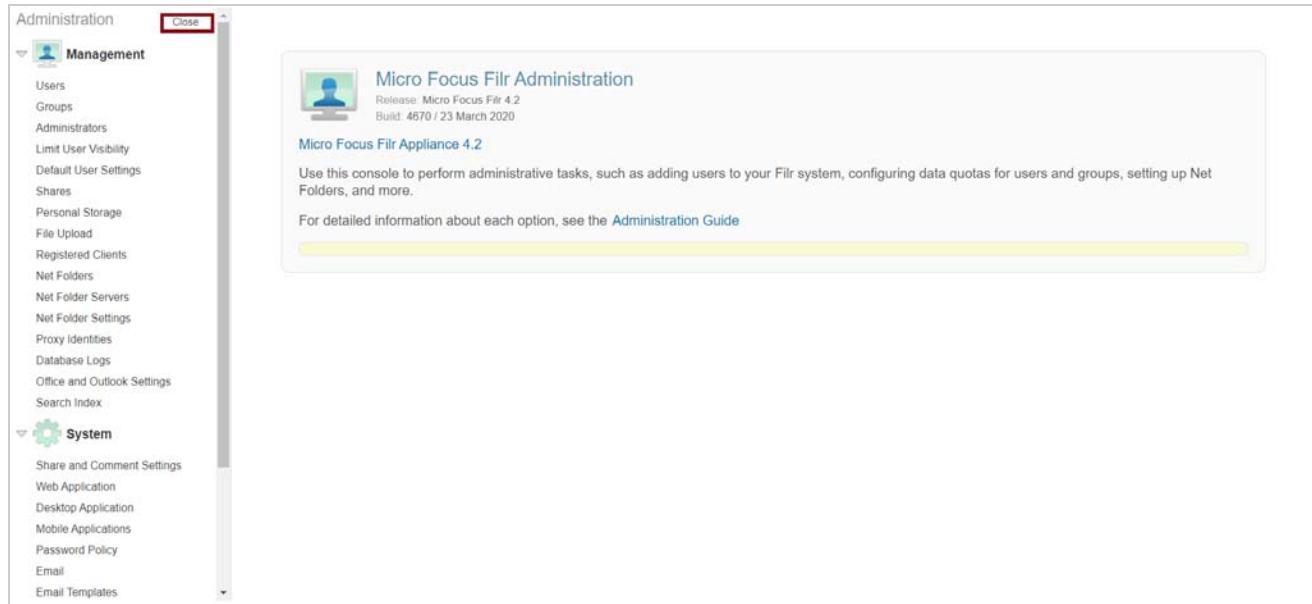 Administration
Close
Management
Users
Groups
Administrators
Limit User Visibility
Default User Settings
Shares
Personal Storage
File Upload
Registered Clients
Net Folders
Net Folder Servers
Net Folder Settings
Proxy Identities
Database Logs
Office and Outlook Settings
Search Index
System
Share and Comment Settings
Web Application
Desktop Application
Mobile Applications
Password Policy
Email
Email Templates
Micro Focus Filr Administration
Release: Micro Focus Filr 4.2
Build: 4670 / 23 March 2020
Micro Focus Filr Appliance 4.2
Use this console to perform administrative tasks, such as adding users to your Filr system, configuring data quotas for users and groups, setting up Net
Folders, and more.
For detailed information about each option, see the Administration Guide